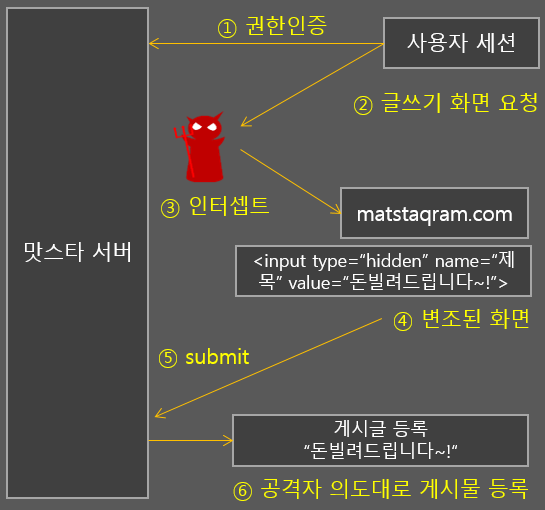 ① 권한인증
사용자 세션
② 글쓰기 화면 요청
③ 인터셉트
matstaqram.com
맛스타 서버
<input type=“hidden” name=“제
목” value=“돈빌려드립니다~!”>
④ 변조된 화면
⑤ submit
게시글 등록
“돈빌려드립니다~!“
⑥ 공격자 의도대로 게시물 등록